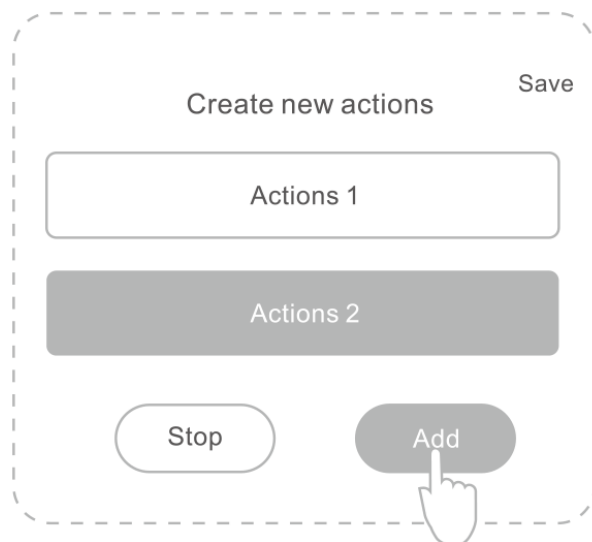 Save
Create new actions
Actions 1
Actions 2
Stop
Add